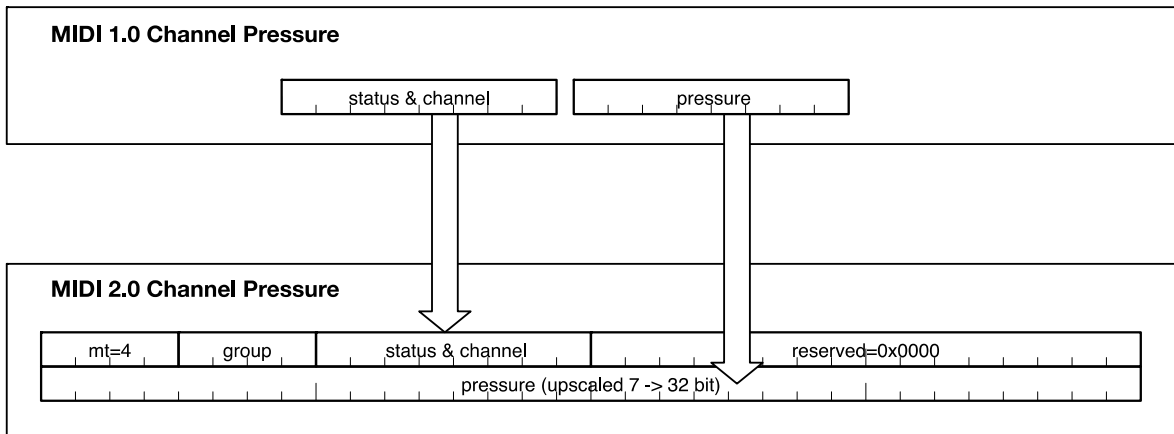 MIDI 1.0 Channel Pressure
status & channel pressure
MIDI 2.0 Channel Pressure
mt=4 group status & channel reserved=0x0000
pressure (upscaled 7 -> 32 bit)